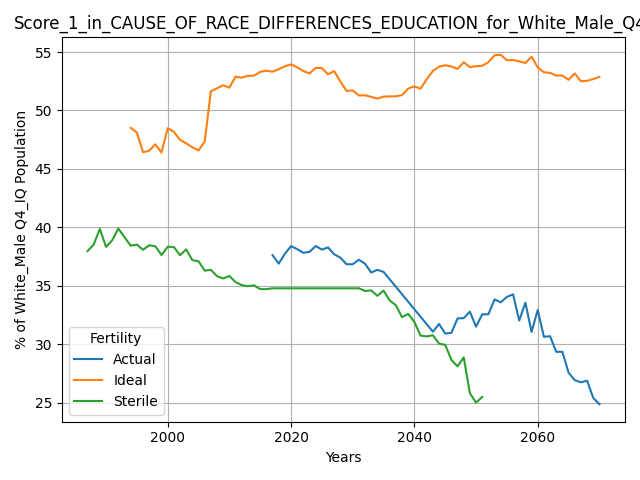 Score_1_in_CAUSE_OF_RACE_DIFFERENCES_EDUCATION_for_White_Male_Q4
55
50
45
40
35
30
25
% of White_Male Q4_IQ Population
Fertility
Actual
Ideal
Sterile
2000
2020
2040
2060
Years